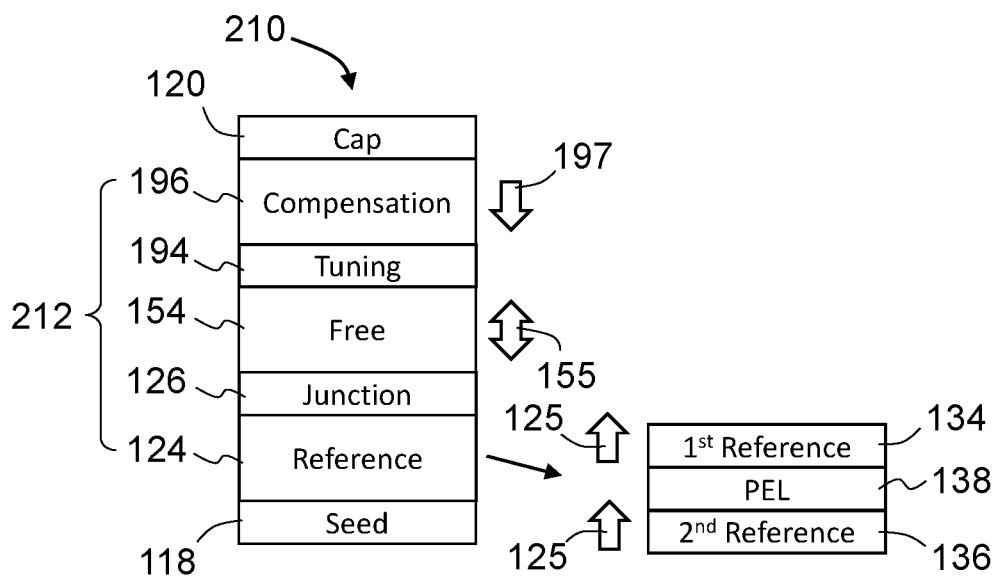 210
120
Cap
196
Compensation
197
194
Tuning
212
154
Free
155
126
Junction
125
1st Reference
134
124
Reference
PEL
138
118
Seed
125
2nd Reference
136